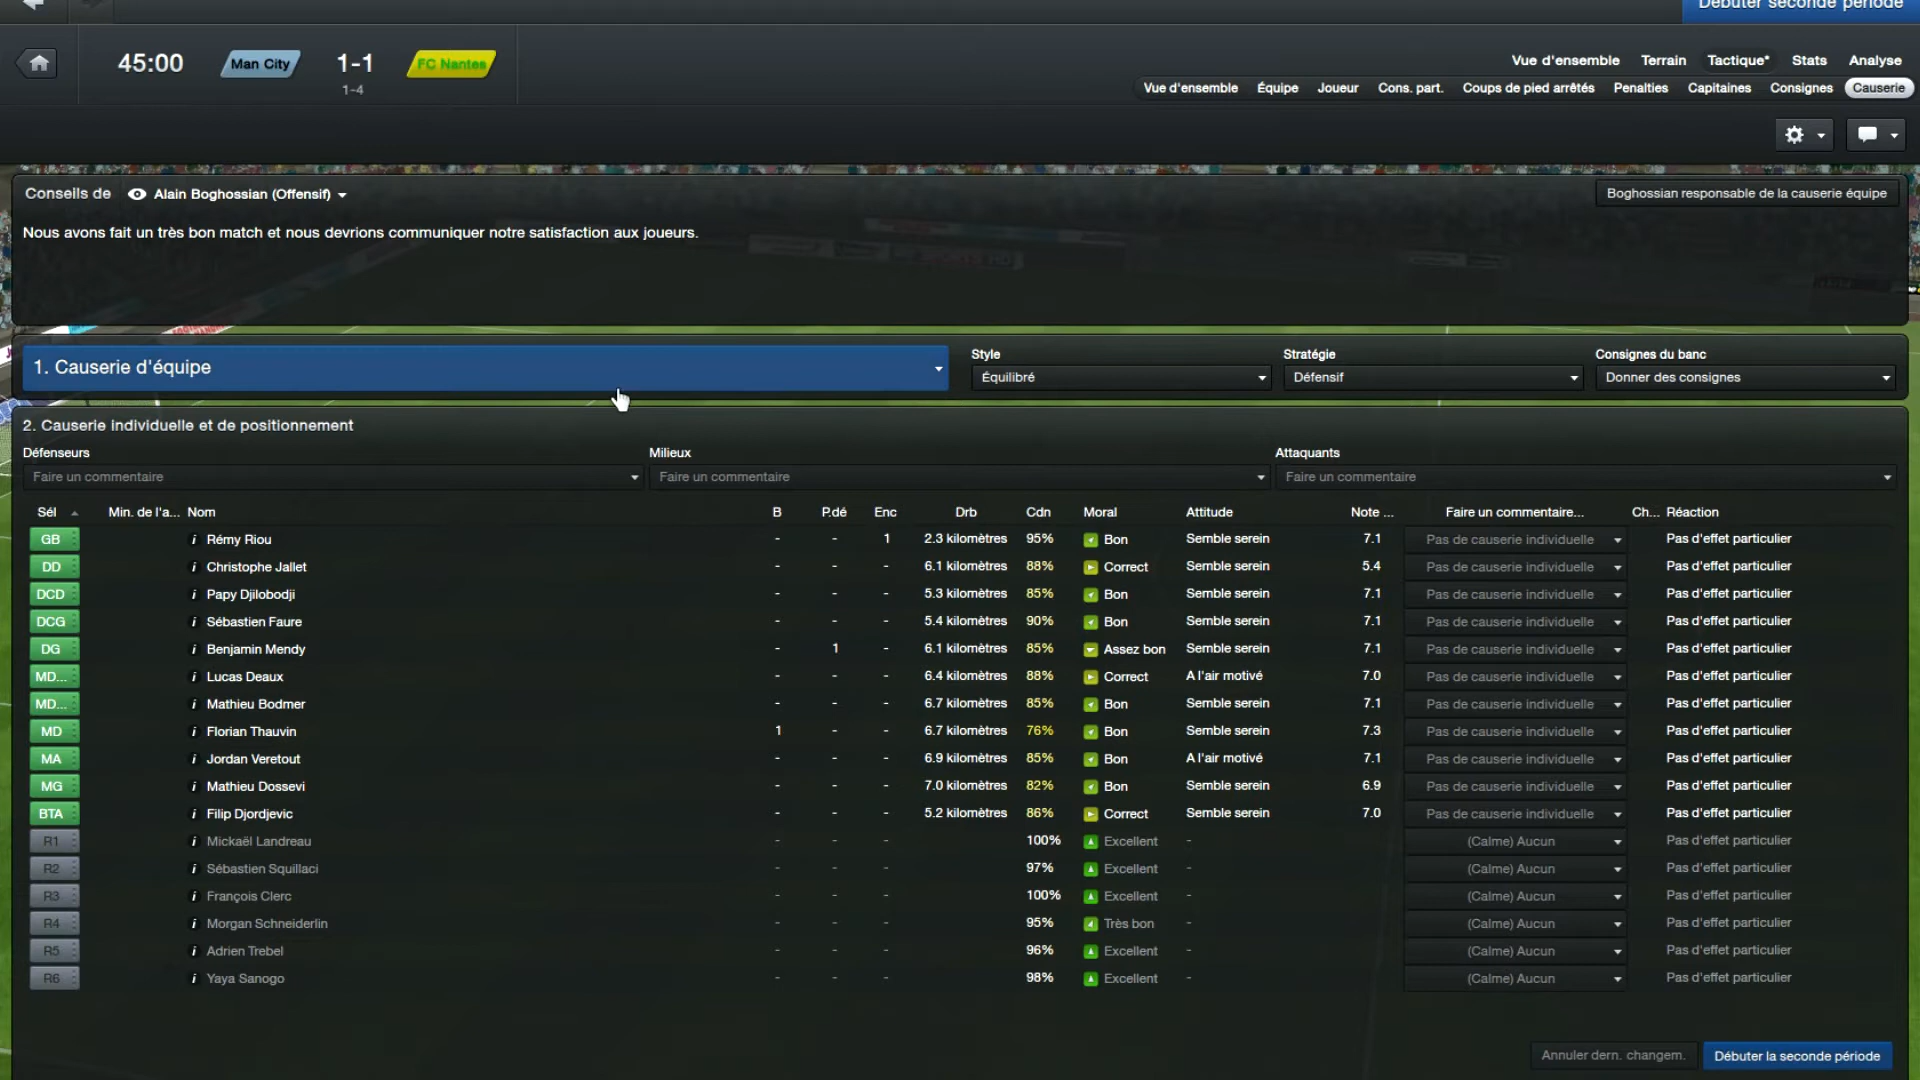 Débuter seconde période
45:00 Man City 1-1 FC Nantes
1-4
Vue d'ensemble Terrain Tactique* Stats Analyse
Vue d'ensemble Équipe Joueur Cons. part. Coups de pied arrêtés Penalties Capitaines Consignes Causerie
Conseils de Alain Boghossian (Offensif) Boghossian responsable de la causerie équipe
Nous avons fait un très bon match et nous devrions communiquer notre satisfaction aux joueurs.
1. Causerie d'équipe
Style Stratégie Consignes du banc
Équilibré Défensif Donner des consignes
2. Causerie individuelle et de positionnement
Défenseurs Milieux Attaquants
Faire un commentaire Faire un commentaire Faire un commentaire
Sél Min. de l'a... Nom B P.dé Enc Drb Cdn Moral Attitude Note ... Faire un commentaire... Ch... Réaction
GB i Rémy Riou - - 1 2.3 kilomètres 95% Bon Semble serein 7.1 Pas de causerie individuelle Pas d'effet particulier
DD i Christophe Jallet - - - 6.1 kilomètres 88% Correct Semble serein 5.4 Pas de causerie individuelle Pas d'effet particulier
DCD i Papy Djilobodji - - - 5.3 kilomètres 85% Bon Semble serein 7.1 Pas de causerie individuelle Pas d'effet particulier
DCG i Sébastien Faure - - - 5.4 kilomètres 90% Bon Semble serein 7.1 Pas de causerie individuelle Pas d'effet particulier
DG i Benjamin Mendy - 1 - 6.1 kilomètres 85% Assez bon Semble serein 7.1 Pas de causerie individuelle Pas d'effet particulier
MD... i Lucas Deaux - - - 6.4 kilomètres 88% Correct A l'air motivé 7.0 Pas de causerie individuelle Pas d'effet particulier
MD... i Mathieu Bodmer - - - 6.7 kilomètres 85% Bon Semble serein 7.1 Pas de causerie individuelle Pas d'effet particulier
MD i Florian Thauvin 1 - - 6.7 kilomètres 76% Bon Semble serein 7.3 Pas de causerie individuelle Pas d'effet particulier
MA i Jordan Veretout - - - 6.9 kilomètres 85% Bon A l'air motivé 7.1 Pas de causerie individuelle Pas d'effet particulier
MG i Mathieu Dossevi - - - 7.0 kilomètres 82% Bon Semble serein 6.9 Pas de causerie individuelle Pas d'effet particulier
BTA i Filip Djordjevic - - - 5.2 kilomètres 86% Correct Semble serein 7.0 Pas de causerie individuelle Pas d'effet particulier
R1 i Mickaël Landreau - - - 100% Excellent - (Calme) Aucun Pas d'effet particulier
R2 i Sébastien Squillaci - - - 97% Excellent - (Calme) Aucun Pas d'effet particulier
R3 i François Clerc - - - 100% Excellent - (Calme) Aucun Pas d'effet particulier
R4 i Morgan Schneiderlin - - - 95% Très bon - (Calme) Aucun Pas d'effet particulier
R5 i Adrien Trebel - - - 96% Excellent - (Calme) Aucun Pas d'effet particulier
R6 i Yaya Sanogo - - - 98% Excellent - (Calme) Aucun Pas d'effet particulier
Annuler dern. changem. Débuter la seconde période